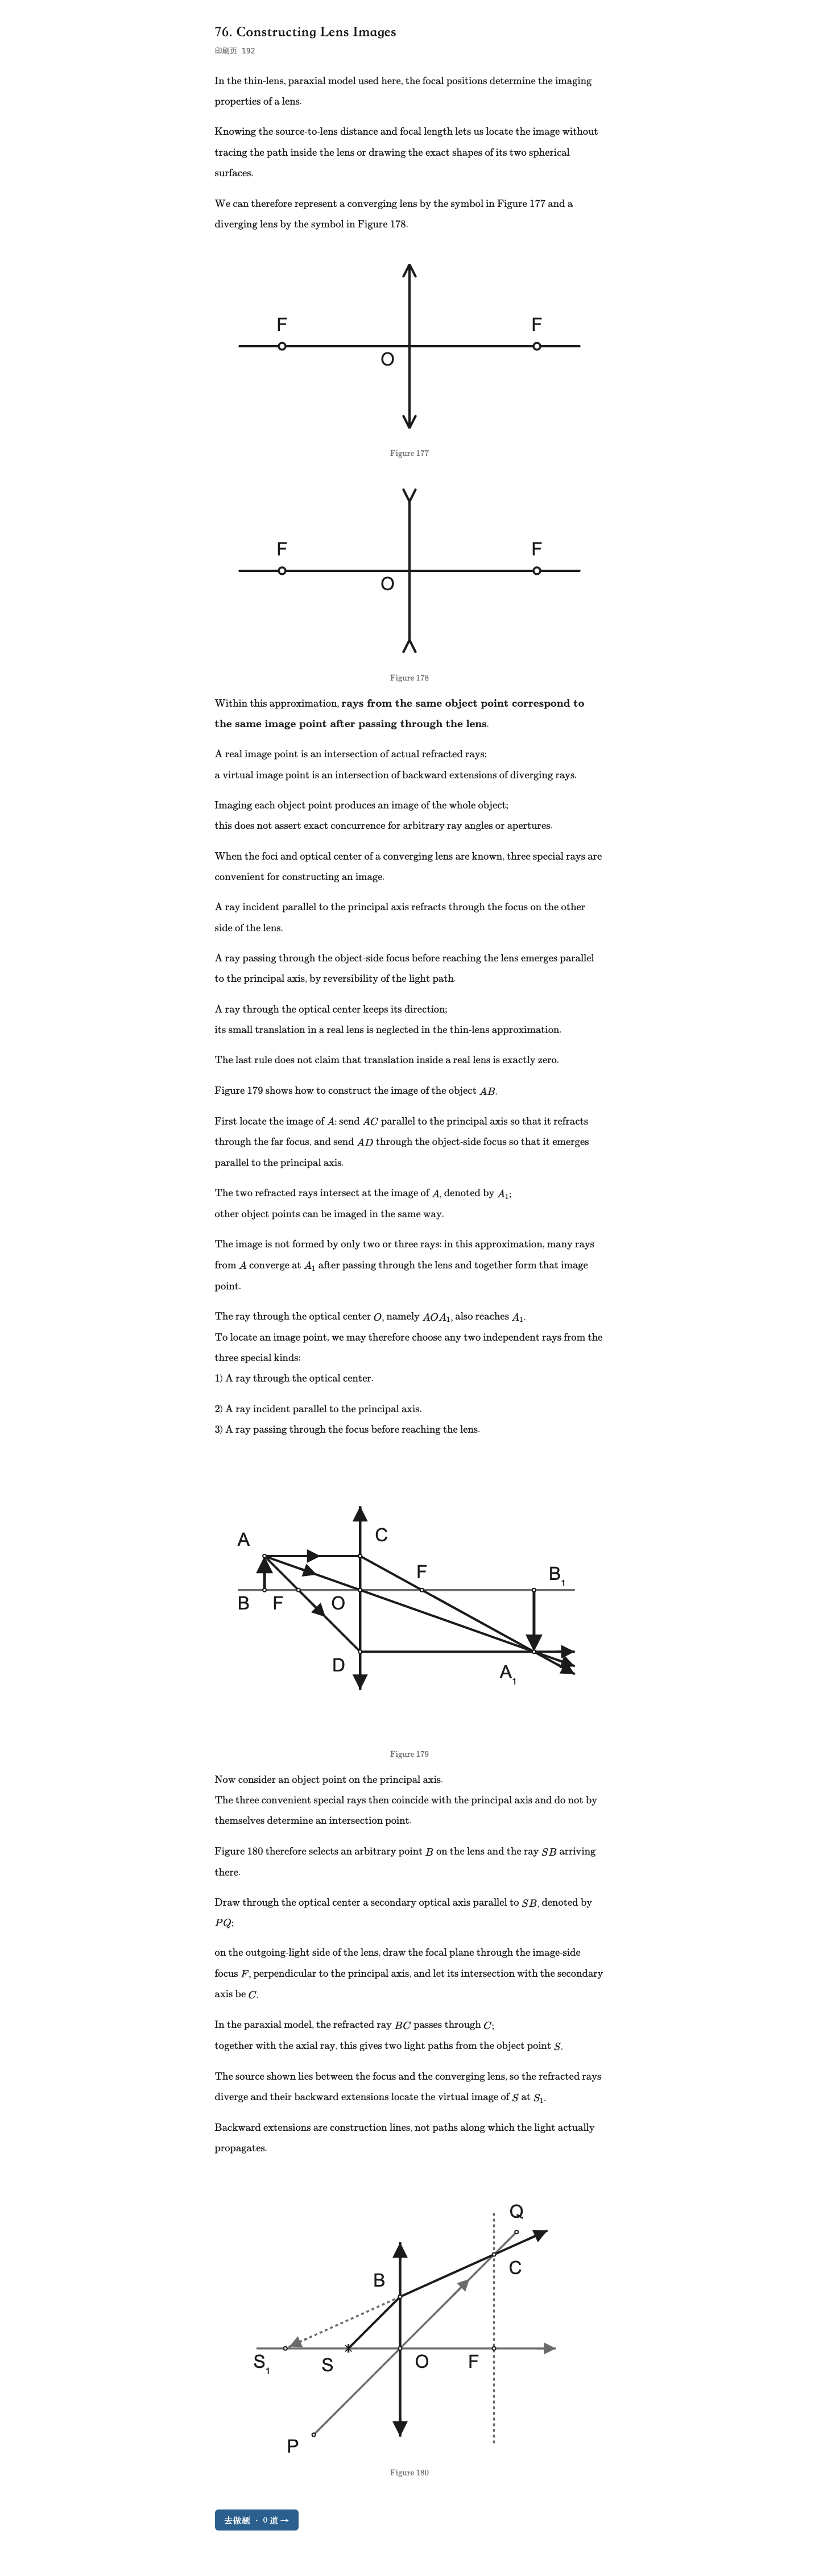 76. Constructing Lens Images
印刷页 192
In the thin-lens, paraxial model used here, the focal positions determine the imaging
properties of a lens.
Knowing the source-to-lens distance and focal length lets us locate the image without
tracing the path inside the lens or drawing the exact shapes of its two spherical
surfaces.
We can therefore represent a converging lens by the symbol in Figure 177 and a
diverging lens by the symbol in Figure 178.
F F
O
Figure 177
F F
O
Figure 178
Within this approximation, rays from the same object point correspond to
the same image point after passing through the lens.
A real image point is an intersection of actual refracted rays;
a virtual image point is an intersection of backward extensions of diverging rays.
Imaging each object point produces an image of the whole object;
this does not assert exact concurrence for arbitrary ray angles or apertures.
When the foci and optical center of a converging lens are known, three special rays are
convenient for constructing an image.
A ray incident parallel to the principal axis refracts through the focus on the other
side of the lens.
A ray passing through the object-side focus before reaching the lens emerges parallel
to the principal axis, by reversibility of the light path.
A ray through the optical center keeps its direction;
its small translation in a real lens is neglected in the thin-lens approximation.
The last rule does not claim that translation inside a real lens is exactly zero.
Figure 179 shows how to construct the image of the object AB.
First locate the image of A: send AC parallel to the principal axis so that it refracts
through the far focus, and send AD through the object-side focus so that it emerges
parallel to the principal axis.
The two refracted rays intersect at the image of A, denoted by A₁;
other object points can be imaged in the same way.
The image is not formed by only two or three rays: in this approximation, many rays
from A converge at A₁ after passing through the lens and together form that image
point.
The ray through the optical center O, namely AOA₁, also reaches A₁.
To locate an image point, we may therefore choose any two independent rays from the
three special kinds:
1) A ray through the optical center.
2) A ray incident parallel to the principal axis.
3) A ray passing through the focus before reaching the lens.
A C
F B₁
B F O
D A₁
Figure 179
Now consider an object point on the principal axis.
The three convenient special rays then coincide with the principal axis and do not by
themselves determine an intersection point.
Figure 180 therefore selects an arbitrary point B on the lens and the ray SB arriving
there.
Draw through the optical center a secondary optical axis parallel to SB, denoted by
PQ;
on the outgoing-light side of the lens, draw the focal plane through the image-side
focus F, perpendicular to the principal axis, and let its intersection with the secondary
axis be C.
In the paraxial model, the refracted ray BC passes through C;
together with the axial ray, this gives two light paths from the object point S.
The source shown lies between the focus and the converging lens, so the refracted rays
diverge and their backward extensions locate the virtual image of S at S₁.
Backward extensions are construction lines, not paths along which the light actually
propagates.
Q
B C
S₁ S O F
P
Figure 180
去做题 · 0 道 →